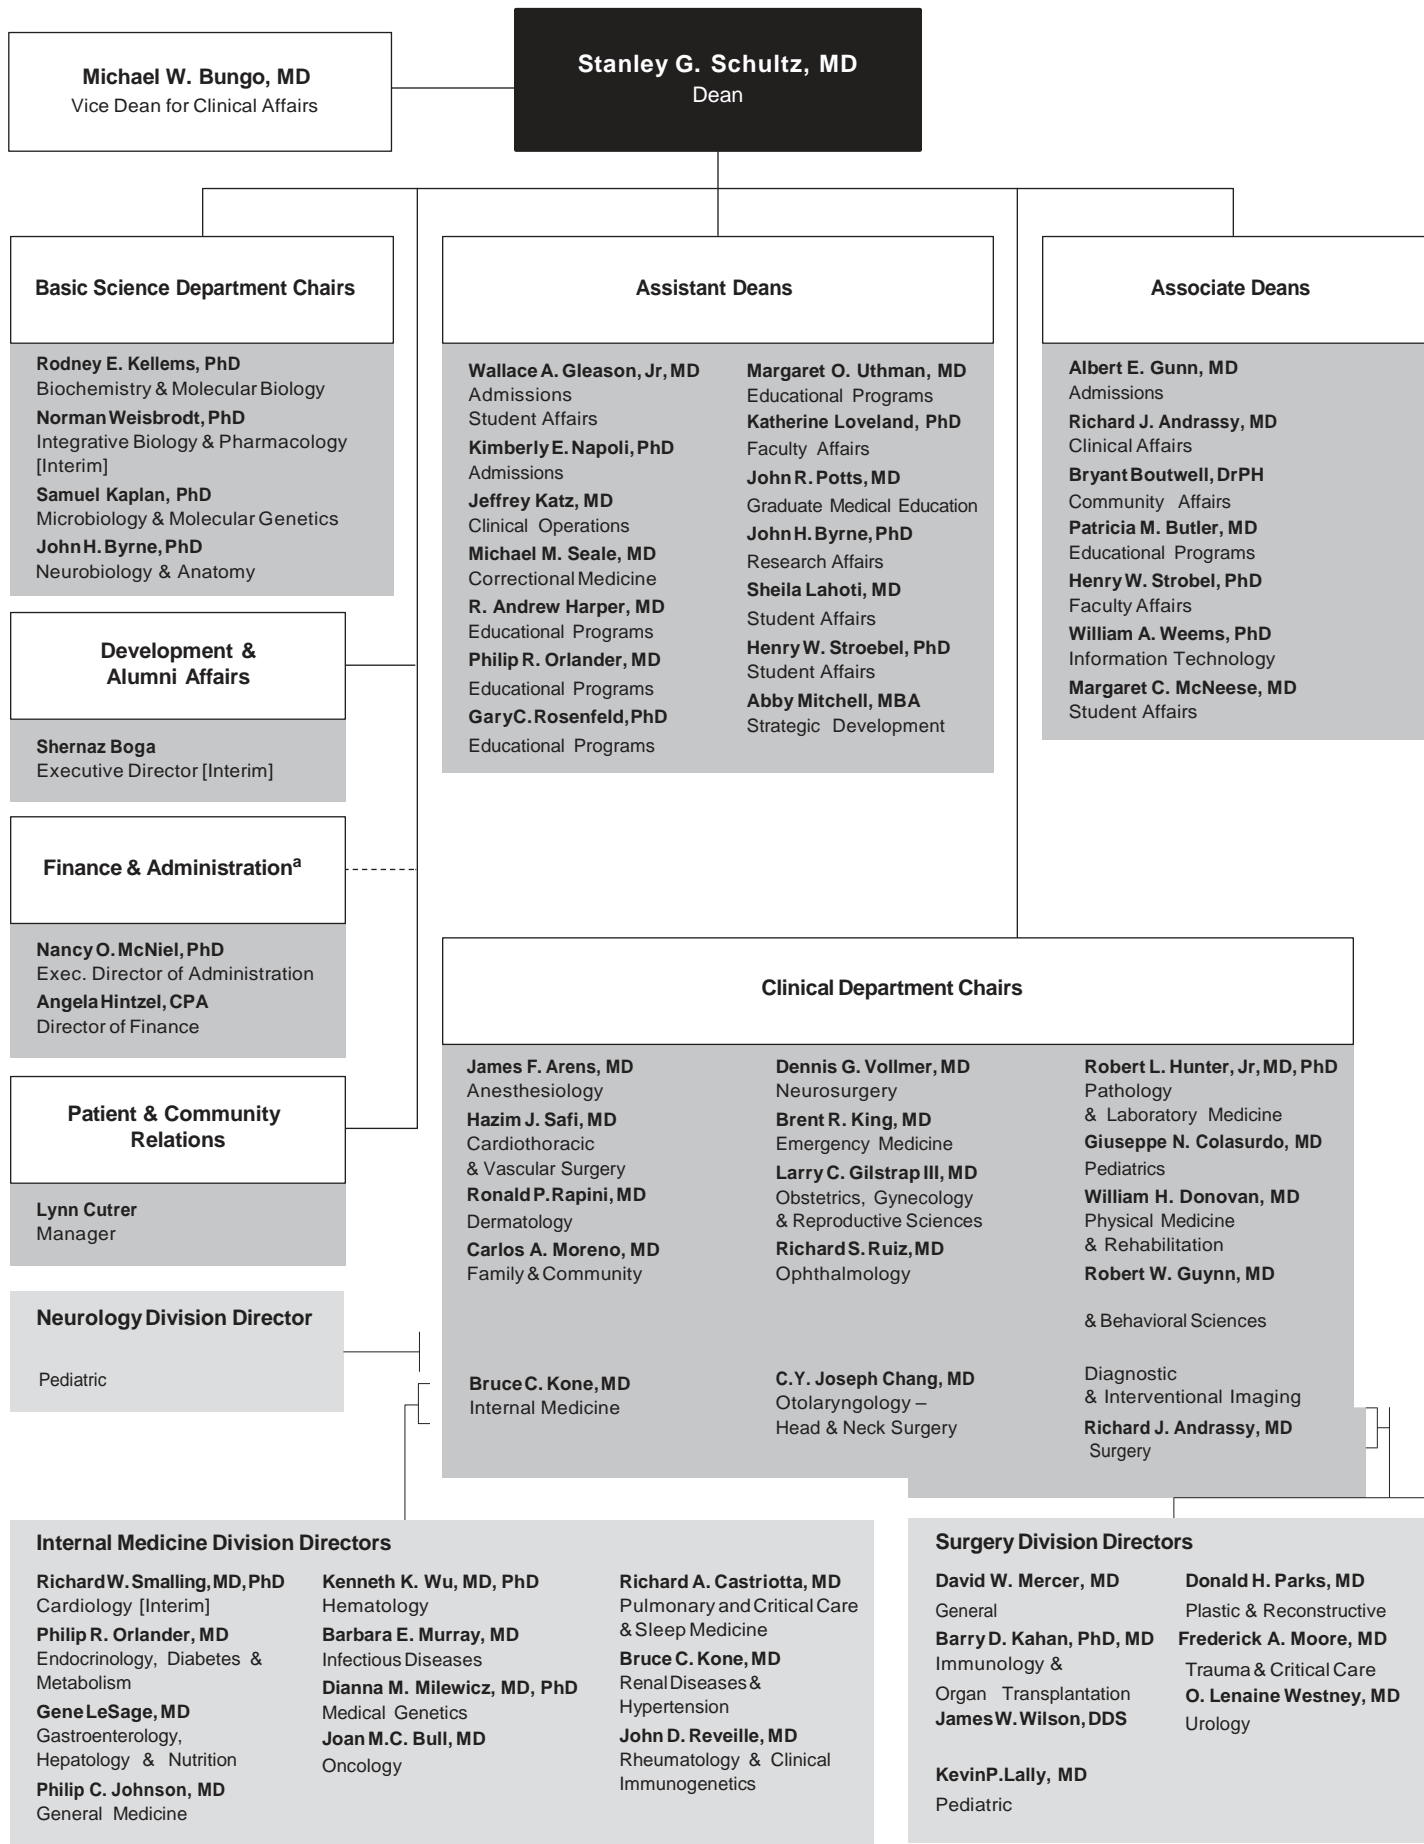 Michael W. Bungo, MD
Vice Dean for Clinical Affairs
Stanley G. Schultz, MD
Dean
Basic Science Department Chairs
Rodney E. Kellems, PhD
Biochemistry & Molecular Biology
Norman Weisbrodt, PhD
Integrative Biology & Pharmacology
[Interim]
Samuel Kaplan, PhD
Microbiology & Molecular Genetics
John H. Byrne, PhD
Neurobiology & Anatomy
Assistant Deans
Wallace A. Gleason, Jr, MD
Admissions
Student Affairs
Kimberly E. Napoli, PhD
Admissions
Jeffrey Katz, MD
Clinical Operations
Michael M. Seale, MD
Correctional Medicine
R. Andrew Harper, MD
Educational Programs
Philip R. Orlander, MD
Educational Programs
Gary C. Rosenfeld, PhD
Educational Programs
Margaret O. Uthman, MD
Educational Programs
Katherine Loveland, PhD
Faculty Affairs
John R. Potts, MD
Graduate Medical Education
John H. Byrne, PhD
Research Affairs
Sheila Lahoti, MD
Student Affairs
Henry W. Stroebel, PhD
Student Affairs
Abby Mitchell, MBA
Strategic Development
Associate Deans
Albert E. Gunn, MD
Admissions
Richard J. Andrassy, MD
Clinical Affairs
Bryant Boutwell, DrPH
Community Affairs
Patricia M. Butler, MD
Educational Programs
Henry W. Strobel, PhD
Faculty Affairs
William A. Weems, PhD
Information Technology
Margaret C. McNeese, MD
Student Affairs
Development &
Alumni Affairs
Shernaz Boga
Executive Director [Interim]
Finance & Administration^a
Nancy O. McNiel, PhD
Exec. Director of Administration
Angela Hintzel, CPA
Director of Finance
Patient & Community
Relations
Lynn Cutrer
Manager
Neurology Division Director
Pediatric
Clinical Department Chairs
James F. Arens, MD
Anesthesiology
Hazim J. Safi, MD
Cardiothoracic
& Vascular Surgery
Ronald P. Rapini, MD
Dermatology
Carlos A. Moreno, MD
Family & Community
Bruce C. Kone, MD
Internal Medicine
Dennis G. Vollmer, MD
Neurosurgery
Brent R. King, MD
Emergency Medicine
Larry C. Gilstrap III, MD
Obstetrics, Gynecology
& Reproductive Sciences
Richard S. Ruiz, MD
Ophthalmology
C.Y. Joseph Chang, MD
Otolaryngology –
Head & Neck Surgery
Robert L. Hunter, Jr, MD, PhD
Pathology
& Laboratory Medicine
Giuseppe N. Colasurdo, MD
Pediatrics
William H. Donovan, MD
Physical Medicine
& Rehabilitation
Robert W. Guynn, MD
& Behavioral Sciences
Diagnostic
& Interventional Imaging
Richard J. Andrassy, MD
Surgery
Internal Medicine Division Directors
Richard W. Smalling, MD, PhD
Cardiology [Interim]
Philip R. Orlander, MD
Endocrinology, Diabetes &
Metabolism
Gene LeSage, MD
Gastroenterology,
Hepatology & Nutrition
Philip C. Johnson, MD
General Medicine
Kenneth K. Wu, MD, PhD
Hematology
Barbara E. Murray, MD
Infectious Diseases
Dianna M. Milewicz, MD, PhD
Medical Genetics
Joan M.C. Bull, MD
Oncology
Richard A. Castriotta, MD
Pulmonary and Critical Care
& Sleep Medicine
Bruce C. Kone, MD
Renal Diseases &
Hypertension
John D. Reveille, MD
Rheumatology & Clinical
Immunogenetics
Surgery Division Directors
David W. Mercer, MD
General
Barry D. Kahan, PhD, MD
Immunology &
Organ Transplantation
James W. Wilson, DDS
Kevin P. Lally, MD
Pediatric
Donald H. Parks, MD
Plastic & Reconstructive
Frederick A. Moore, MD
Trauma & Critical Care
O. Lenaine Westney, MD
Urology